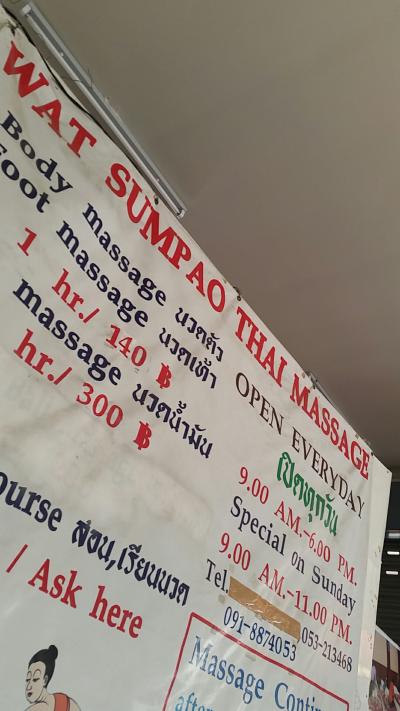 WAT SUMPAO THAI MASSAGE
Body massage นวดตัว
Foot massage นวดเท้า
1 hr./ 140 ฿
massage นวดน้ำมัน
hr./ 300 ฿
ourse สอน,เรียนนวด
/ Ask here
OPEN EVERYDAY
เปิดทุกวัน
9.00 AM.-6.00 PM.
Special on Sunday
9.00 AM.-11.00 PM.
Tel 053-213468
091-8874053
Massage
after